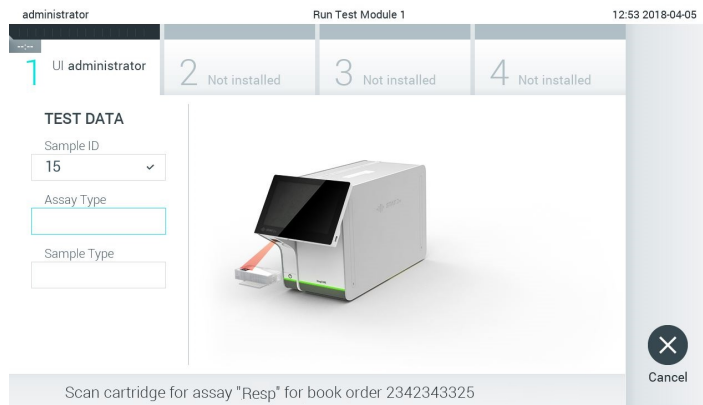 administrator
Run Test Module 1
12:53 2018-04-05
--:--
1 UI administrator
2 Not installed
3 Not installed
4 Not installed
TEST DATA
Sample ID
15
Assay Type
Sample Type
Cancel
Scan cartridge for assay "Resp" for book order 2342343325